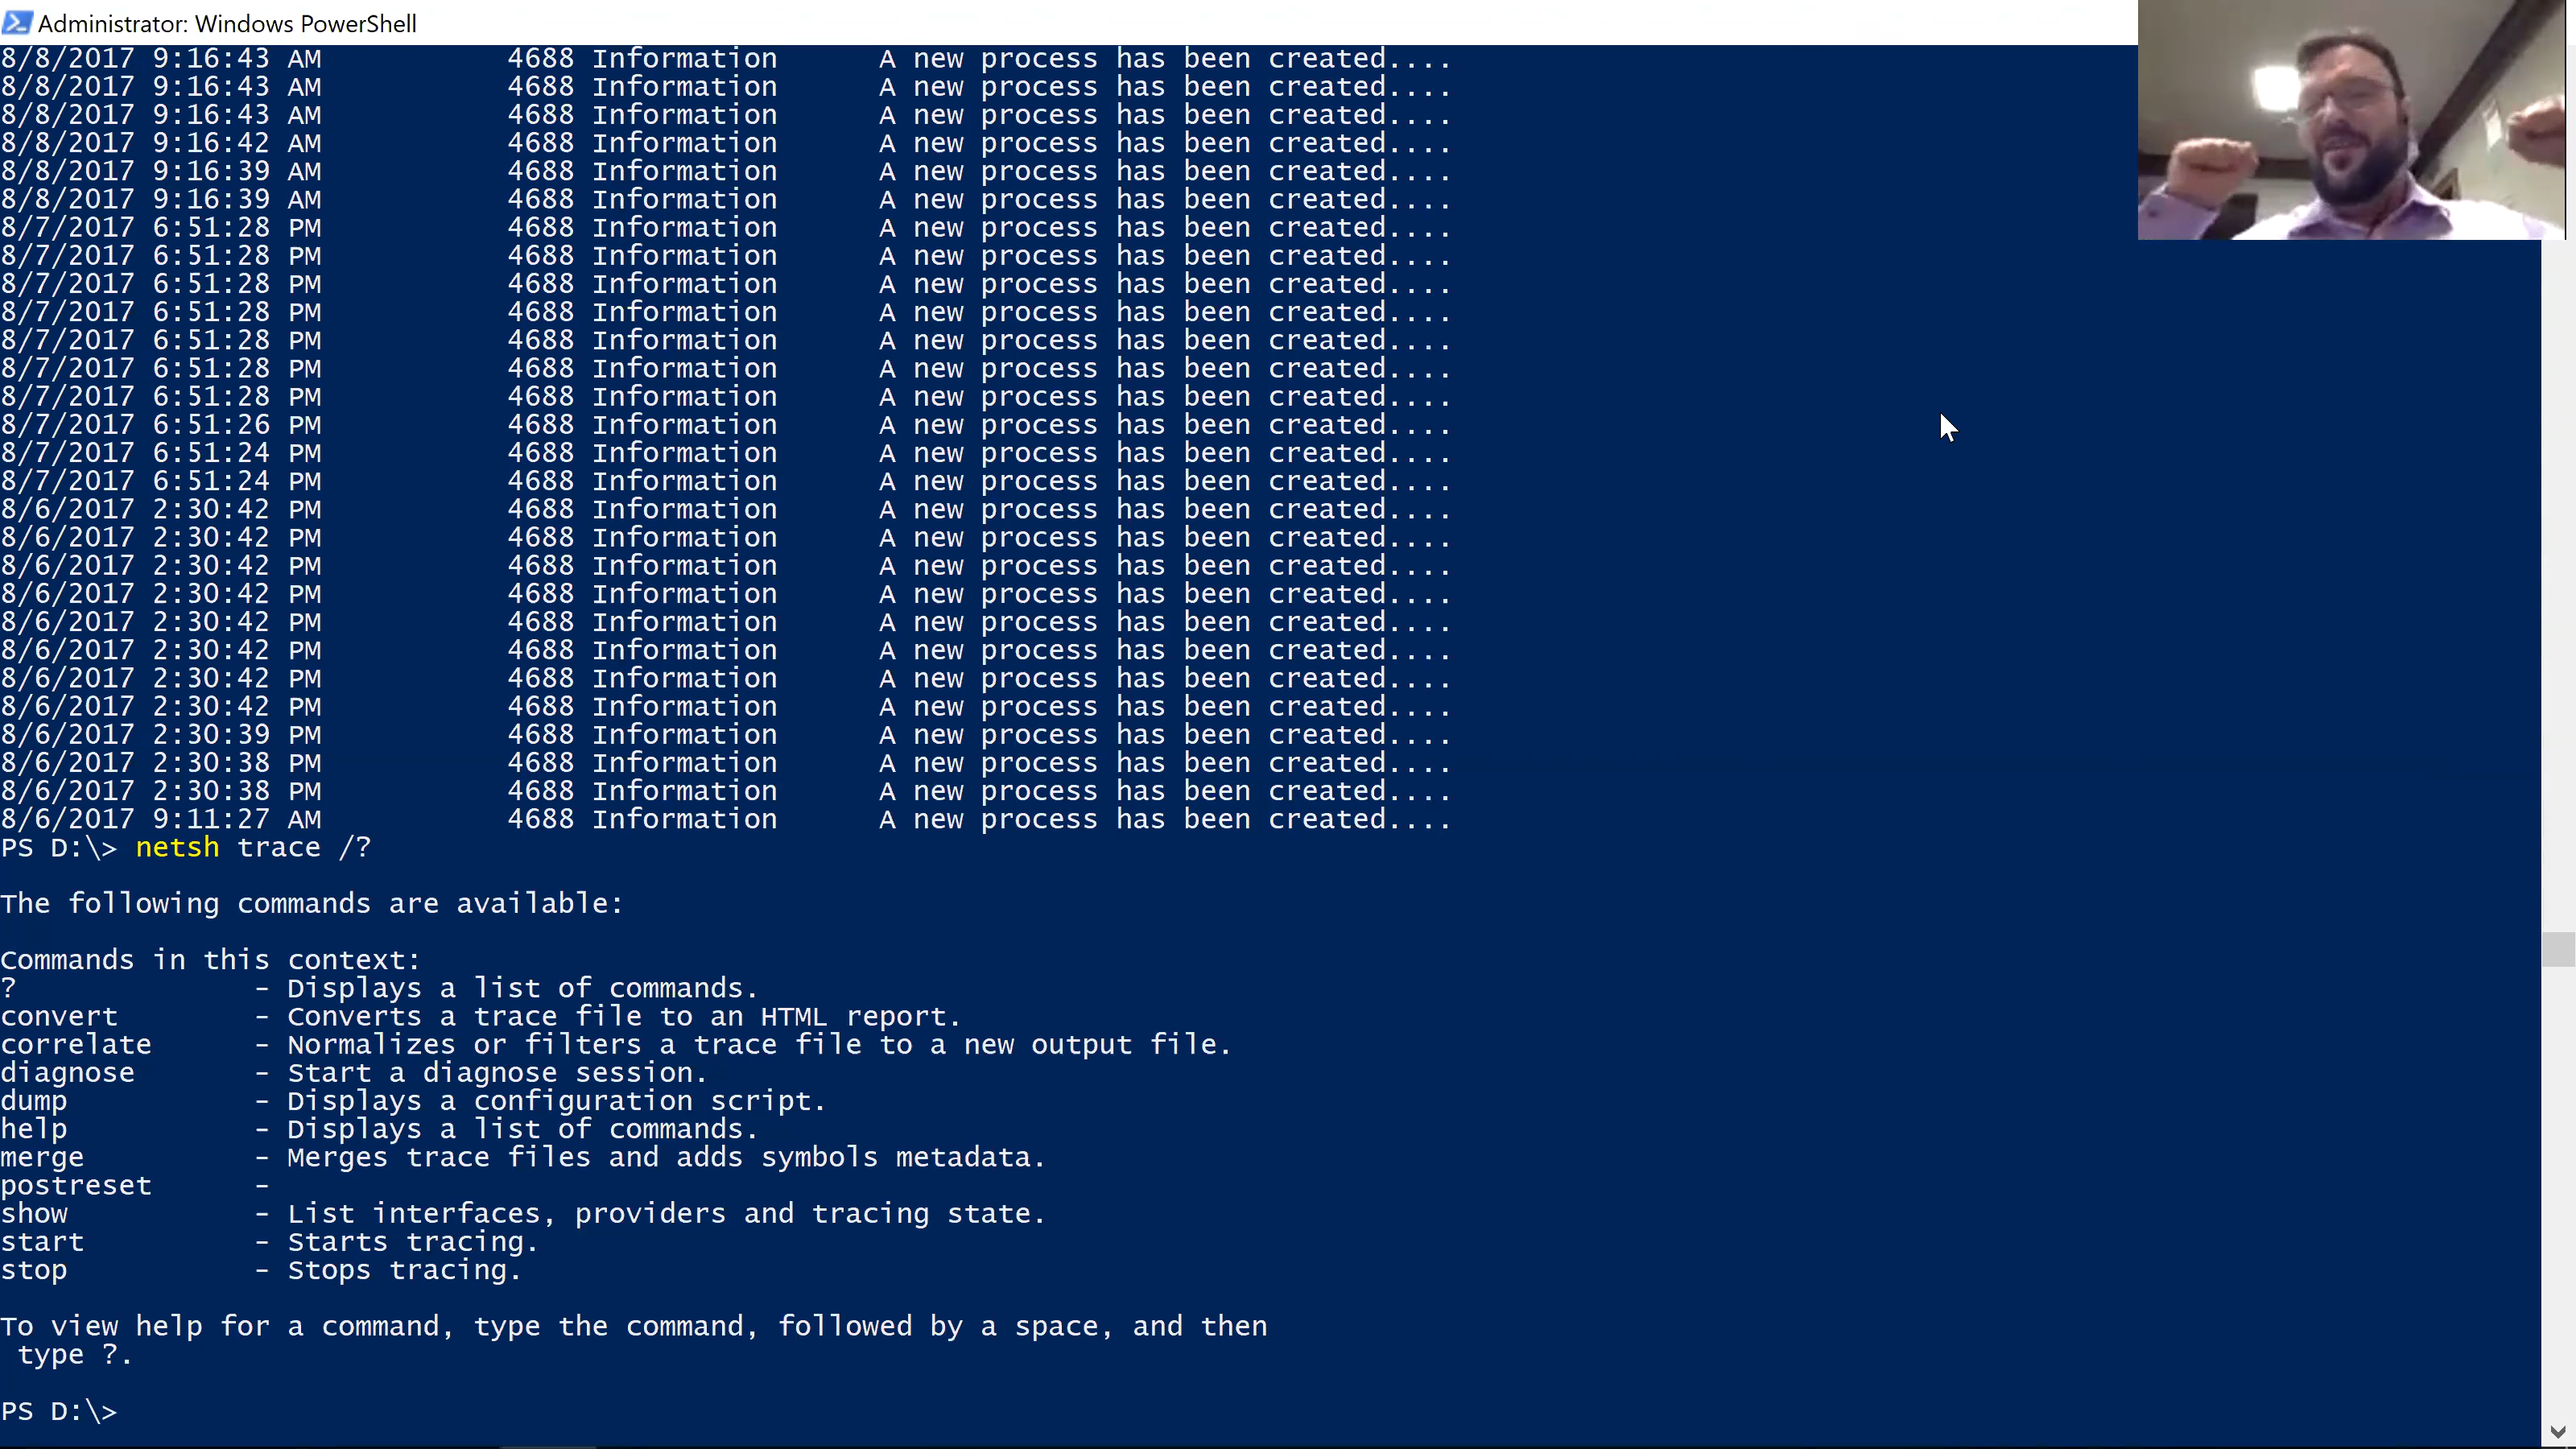 Administrator: Windows PowerShell
8/8/2017 9:16:43 AM 4688 Information A new process has been created....
8/8/2017 9:16:43 AM 4688 Information A new process has been created....
8/8/2017 9:16:43 AM 4688 Information A new process has been created....
8/8/2017 9:16:42 AM 4688 Information A new process has been created....
8/8/2017 9:16:39 AM 4688 Information A new process has been created....
8/8/2017 9:16:39 AM 4688 Information A new process has been created....
8/7/2017 6:51:28 PM 4688 Information A new process has been created....
8/7/2017 6:51:28 PM 4688 Information A new process has been created....
8/7/2017 6:51:28 PM 4688 Information A new process has been created....
8/7/2017 6:51:28 PM 4688 Information A new process has been created....
8/7/2017 6:51:28 PM 4688 Information A new process has been created....
8/7/2017 6:51:28 PM 4688 Information A new process has been created....
8/7/2017 6:51:28 PM 4688 Information A new process has been created....
8/7/2017 6:51:26 PM 4688 Information A new process has been created....
8/7/2017 6:51:24 PM 4688 Information A new process has been created....
8/7/2017 6:51:24 PM 4688 Information A new process has been created....
8/6/2017 2:30:42 PM 4688 Information A new process has been created....
8/6/2017 2:30:42 PM 4688 Information A new process has been created....
8/6/2017 2:30:42 PM 4688 Information A new process has been created....
8/6/2017 2:30:42 PM 4688 Information A new process has been created....
8/6/2017 2:30:42 PM 4688 Information A new process has been created....
8/6/2017 2:30:42 PM 4688 Information A new process has been created....
8/6/2017 2:30:42 PM 4688 Information A new process has been created....
8/6/2017 2:30:42 PM 4688 Information A new process has been created....
8/6/2017 2:30:39 PM 4688 Information A new process has been created....
8/6/2017 2:30:38 PM 4688 Information A new process has been created....
8/6/2017 2:30:38 PM 4688 Information A new process has been created....
8/6/2017 9:11:27 AM 4688 Information A new process has been created....
PS D:\> netsh trace /?
The following commands are available:
Commands in this context:
? - Displays a list of commands.
convert - Converts a trace file to an HTML report.
correlate - Normalizes or filters a trace file to a new output file.
diagnose - Start a diagnose session.
dump - Displays a configuration script.
help - Displays a list of commands.
merge - Merges trace files and adds symbols metadata.
postreset -
show - List interfaces, providers and tracing state.
start - Starts tracing.
stop - Stops tracing.
To view help for a command, type the command, followed by a space, and then
type ?.
PS D:\>